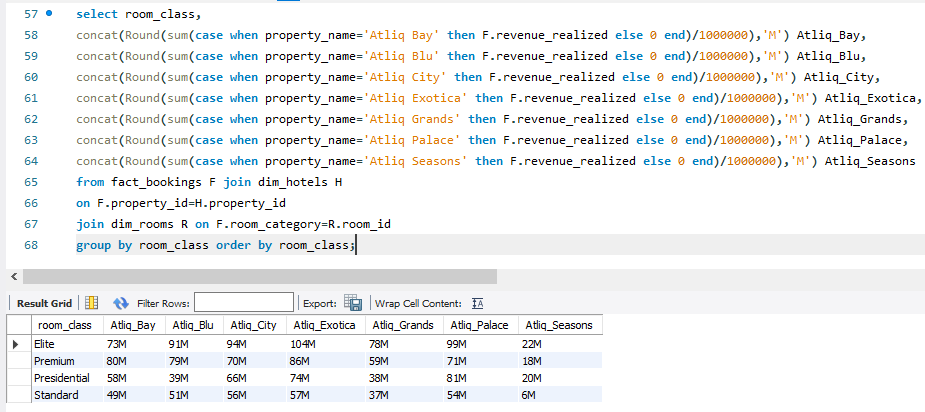 57 select room_class,
58 concat(Round(sum(case when property_name='Atliq Bay' then F.revenue_realized else 0 end)/1000000),'M') Atliq_Bay,
59 concat(Round(sum(case when property_name='Atliq Blu' then F.revenue_realized else 0 end)/1000000),'M') Atliq_Blu,
60 concat(Round(sum(case when property_name='Atliq City' then F.revenue_realized else 0 end)/1000000),'M') Atliq_City,
61 concat(Round(sum(case when property_name='Atliq Exotica' then F.revenue_realized else 0 end)/1000000),'M') Atliq_Exotica,
62 concat(Round(sum(case when property_name='Atliq Grands' then F.revenue_realized else 0 end)/1000000),'M') Atliq_Grands,
63 concat(Round(sum(case when property_name='Atliq Palace' then F.revenue_realized else 0 end)/1000000),'M') Atliq_Palace,
64 concat(Round(sum(case when property_name='Atliq Seasons' then F.revenue_realized else 0 end)/1000000),'M') Atliq_Seasons
65 from fact_bookings F join dim_hotels H
66 on F.property_id=H.property_id
67 join dim_rooms R on F.room_category=R.room_id
68 group by room_class order by room_class;
Result Grid Filter Rows: Export: Wrap Cell Content: IA
room_class Atliq_Bay Atliq_Blu Atliq_City Atliq_Exotica Atliq_Grands Atliq_Palace Atliq_Seasons
Elite 73M 91M 94M 104M 78M 99M 22M
Premium 80M 79M 70M 86M 59M 71M 18M
Presidential 58M 39M 66M 74M 38M 81M 20M
Standard 49M 51M 56M 57M 37M 54M 6M